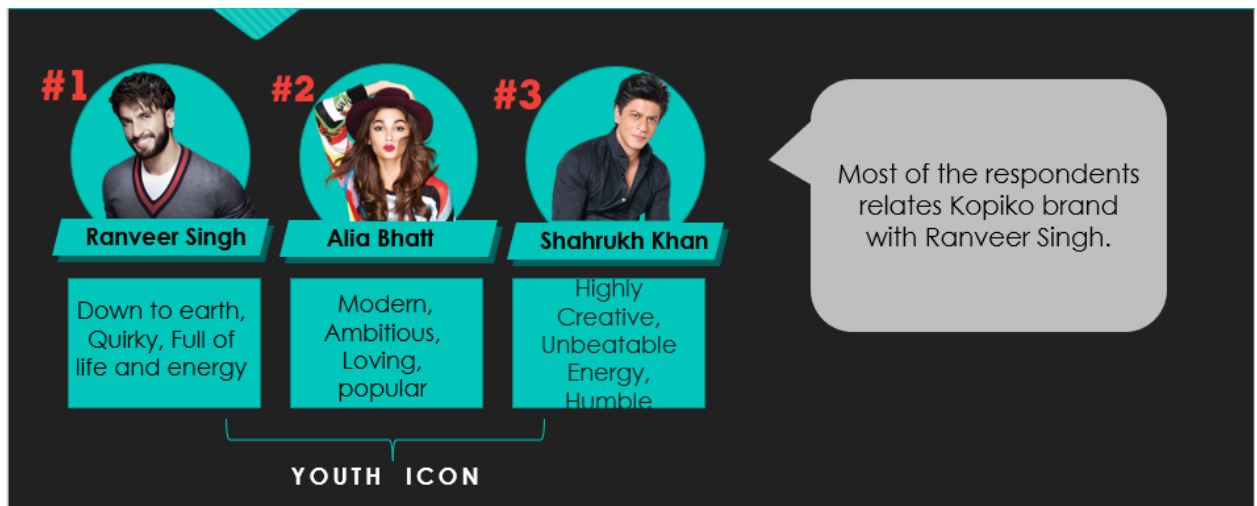 #1
Ranveer Singh
Down to earth,
Quirky, Full of
life and energy
#2
Alia Bhatt
Modern,
Ambitious,
Loving,
popular
#3
Shahrukh Khan
Highly
Creative,
Unbeatable
Energy,
Humble
YOUTH ICON
Most of the respondents
relates Kopiko brand
with Ranveer Singh.